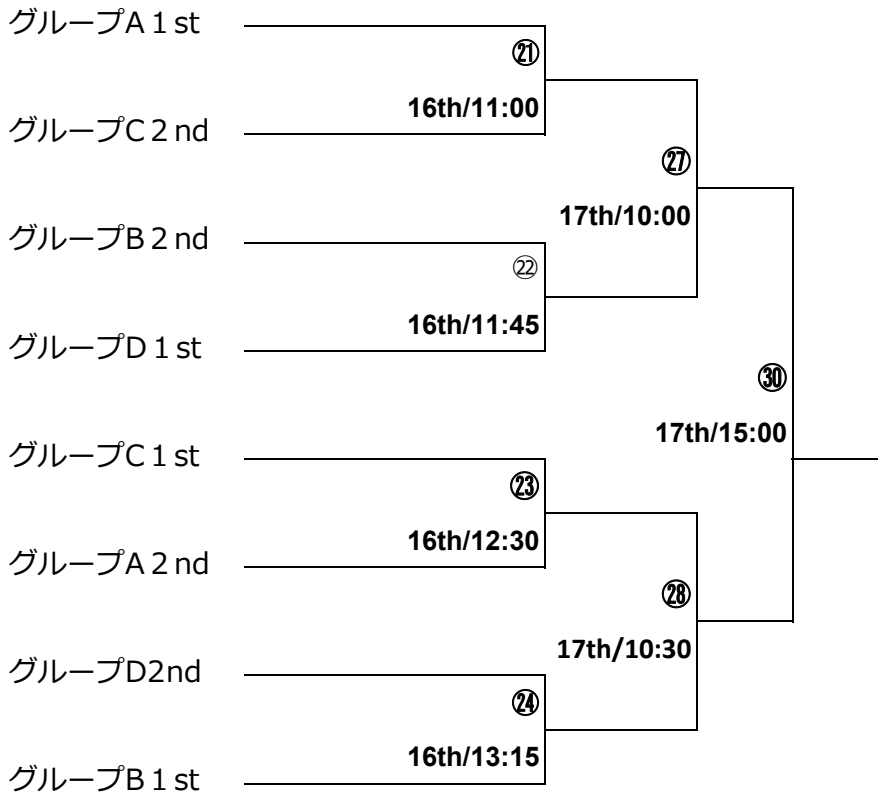 グループA１st
㉑
16th/11:00
グループC２nd
㉗
17th/10:00
グループB２nd
㉒
16th/11:45
グループD１st
㉚
17th/15:00
グループC１st
㉓
16th/12:30
グループA２nd
㉘
17th/10:30
グループD2nd
㉔
16th/13:15
グループB１st